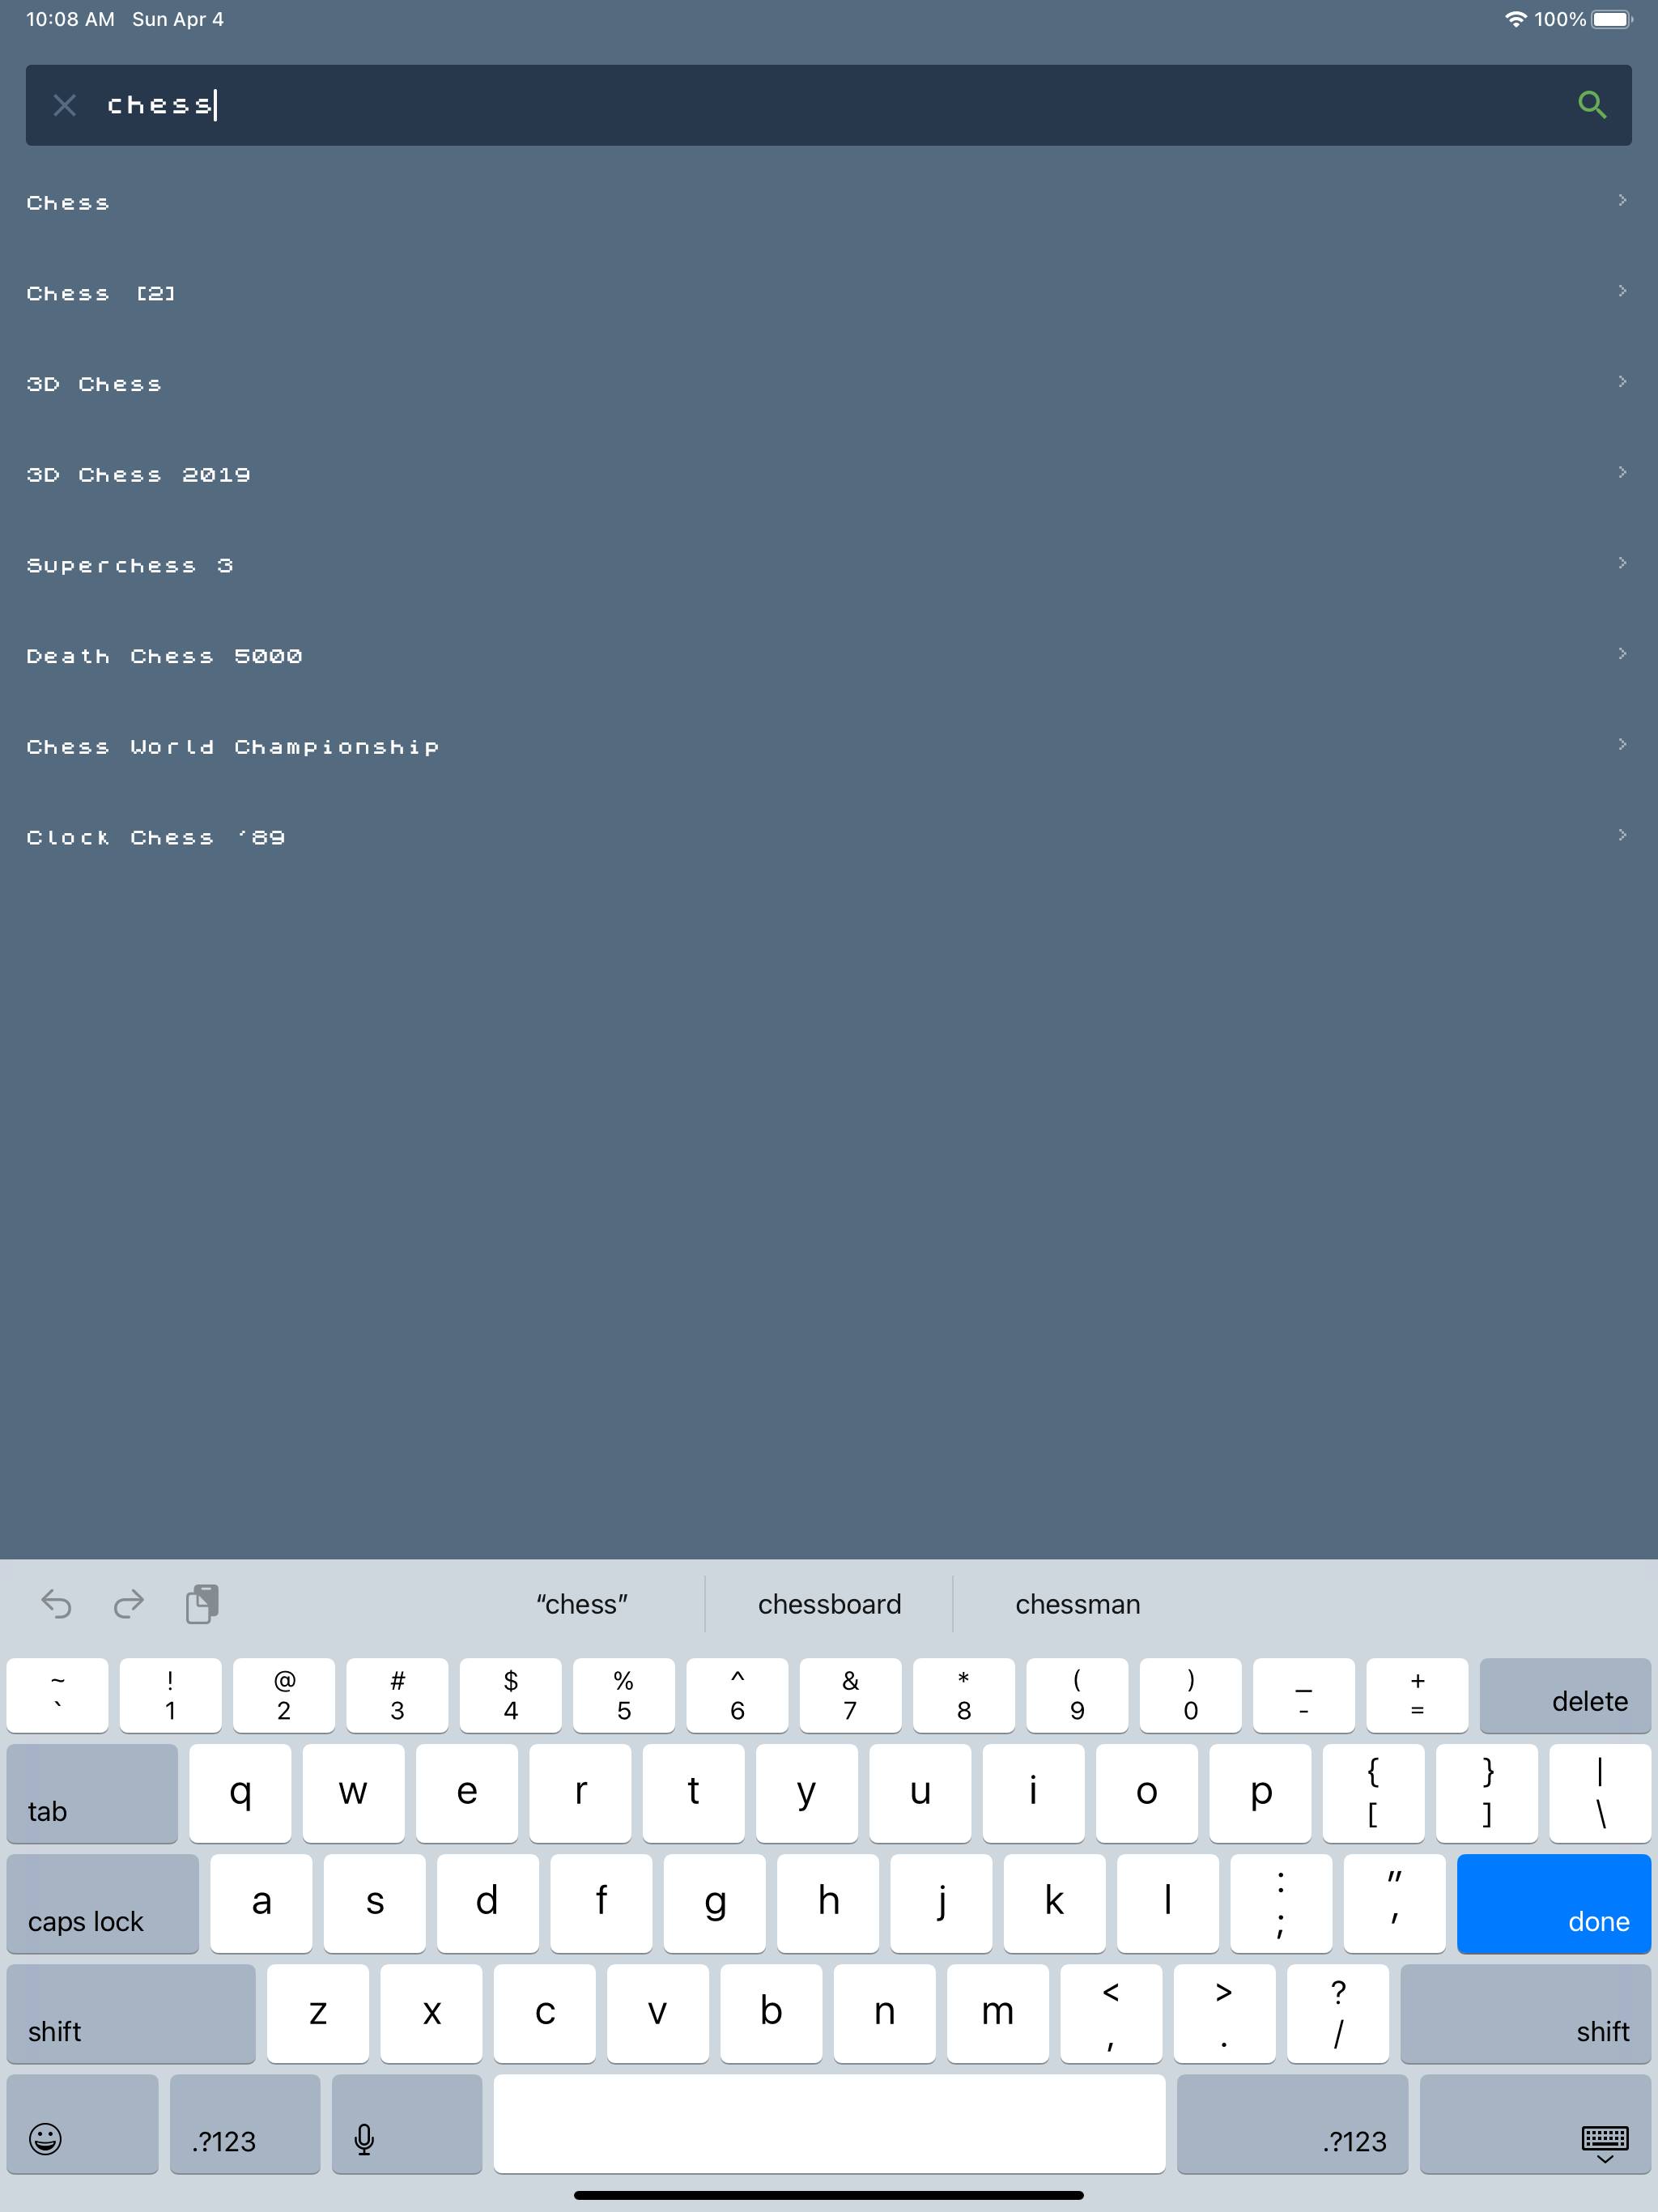 10:08 AM Sun Apr 4 100%
chess
Chess
Chess [2]
3D Chess
3D Chess 2019
Superchess 3
Death Chess 5000
Chess World Championship
Clock Chess ´89
“chess” chessboard chessman
~ ! @ # $ % ^ & * ( ) _ +
` 1 2 3 4 5 6 7 8 9 0 - = delete
tab q w e r t y u i o p { [ } ] | \
caps lock a s d f g h j k l : ; " ' done
shift z x c v b n m < , > . ? / shift
.?123 .?123